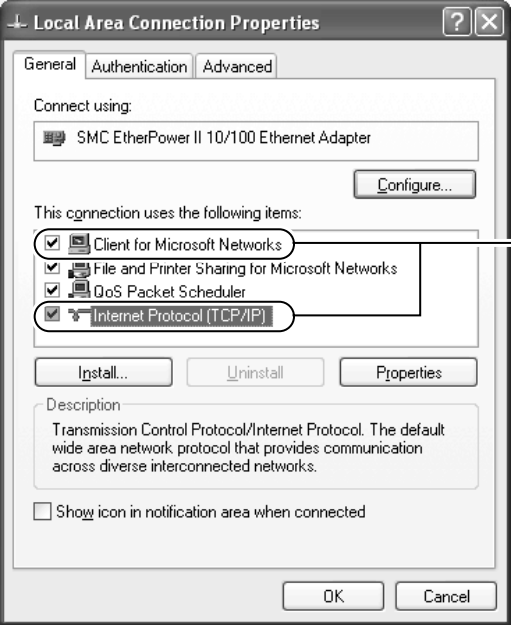 Local Area Connection Properties
General Authentication Advanced
Connect using:
SMC EtherPower II 10/100 Ethernet Adapter
Configure...
This connection uses the following items:
Client for Microsoft Networks
File and Printer Sharing for Microsoft Networks
QoS Packet Scheduler
Internet Protocol (TCP/IP)
Install... Uninstall Properties
Description
Transmission Control Protocol/Internet Protocol. The default
wide area network protocol that provides communication
across diverse interconnected networks.
Show icon in notification area when connected
OK Cancel